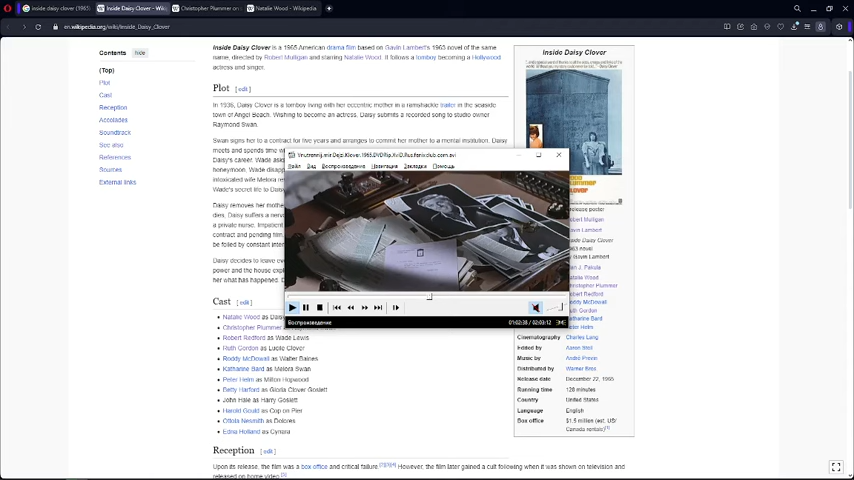 inside daisy clover (1965)
Inside Daisy Clover - Wiki
Christopher Plummer on
Natalie Wood - Wikipedia
en.wikipedia.org/wiki/Inside_Daisy_Clover
Contents
hide
(Top)
Plot
Cast
Reception
Accolades
Soundtrack
See also
References
Sources
External links
Inside Daisy Clover is a 1965 American drama film based on Gavin Lambert's 1963 novel of the same
name, directed by Robert Mulligan and starring Natalie Wood. It follows a tomboy becoming a Hollywood
actress and singer.
Plot [edit]
In 1936, Daisy Clover is a tomboy living with her eccentric mother in a ramshackle trailer in the seaside
town of Angel Beach. Wishing to become an actress, Daisy submits a recorded song to studio owner
Raymond Swan.
Swan signs her to a contract for five years and arranges to commit her mother to a mental institution. Daisy
meets and spends time w
Daisy's career. Wade asks
intoxicated wife Melora re
Wade's secret life to Dais
Daisy removes her mothe
dies, Daisy suffers a nerv
a private nurse. Impatient
contract and pending film
be foiled by constant inter
Daisy decides to leave ev
power and the house expl
her what has happened.
Воспроизведение
Навигация
Закладки
Помощь
Файл
Вид
Воспроизведение
01:02:38 / 02:03:12
Cast [edit]
Natalie Wood as Dais
Christopher Plummer as
Robert Redford as Wade Lewis
Ruth Gordon as Lucile Clover
Roddy McDowall as Walter Baines
Katharine Bard as Melora Swan
Peter Helm as Milton Hopwood
Betty Harford as Gloria Clover Goslett
John Hale as Harry Goslett
Harold Gould as Cop on Pier
Ottola Nesmith as Dolores
Edna Holland as Cynara
Reception [edit]
Upon its release, the film was a box office and critical failure.[2][3][4] However, the film later gained a cult following when it was shown on television and
released on home video.[5]
Inside Daisy Clover
release poster
Robert Mulligan
Gavin Lambert
Inside Daisy Clover
1963 novel
by Gavin Lambert
Alan J. Pakula
Natalie Wood
Christopher Plummer
Robert Redford
Roddy McDowall
Ruth Gordon
Katharine Bard
Peter Helm
Cinematography Charles Lang
Edited by Aaron Stell
Music by André Previn
Distributed by Warner Bros.
Release date December 22, 1965
Running time 128 minutes
Country United States
Language English
Box office $1.5 million (est. US/
Canada rentals)[1]